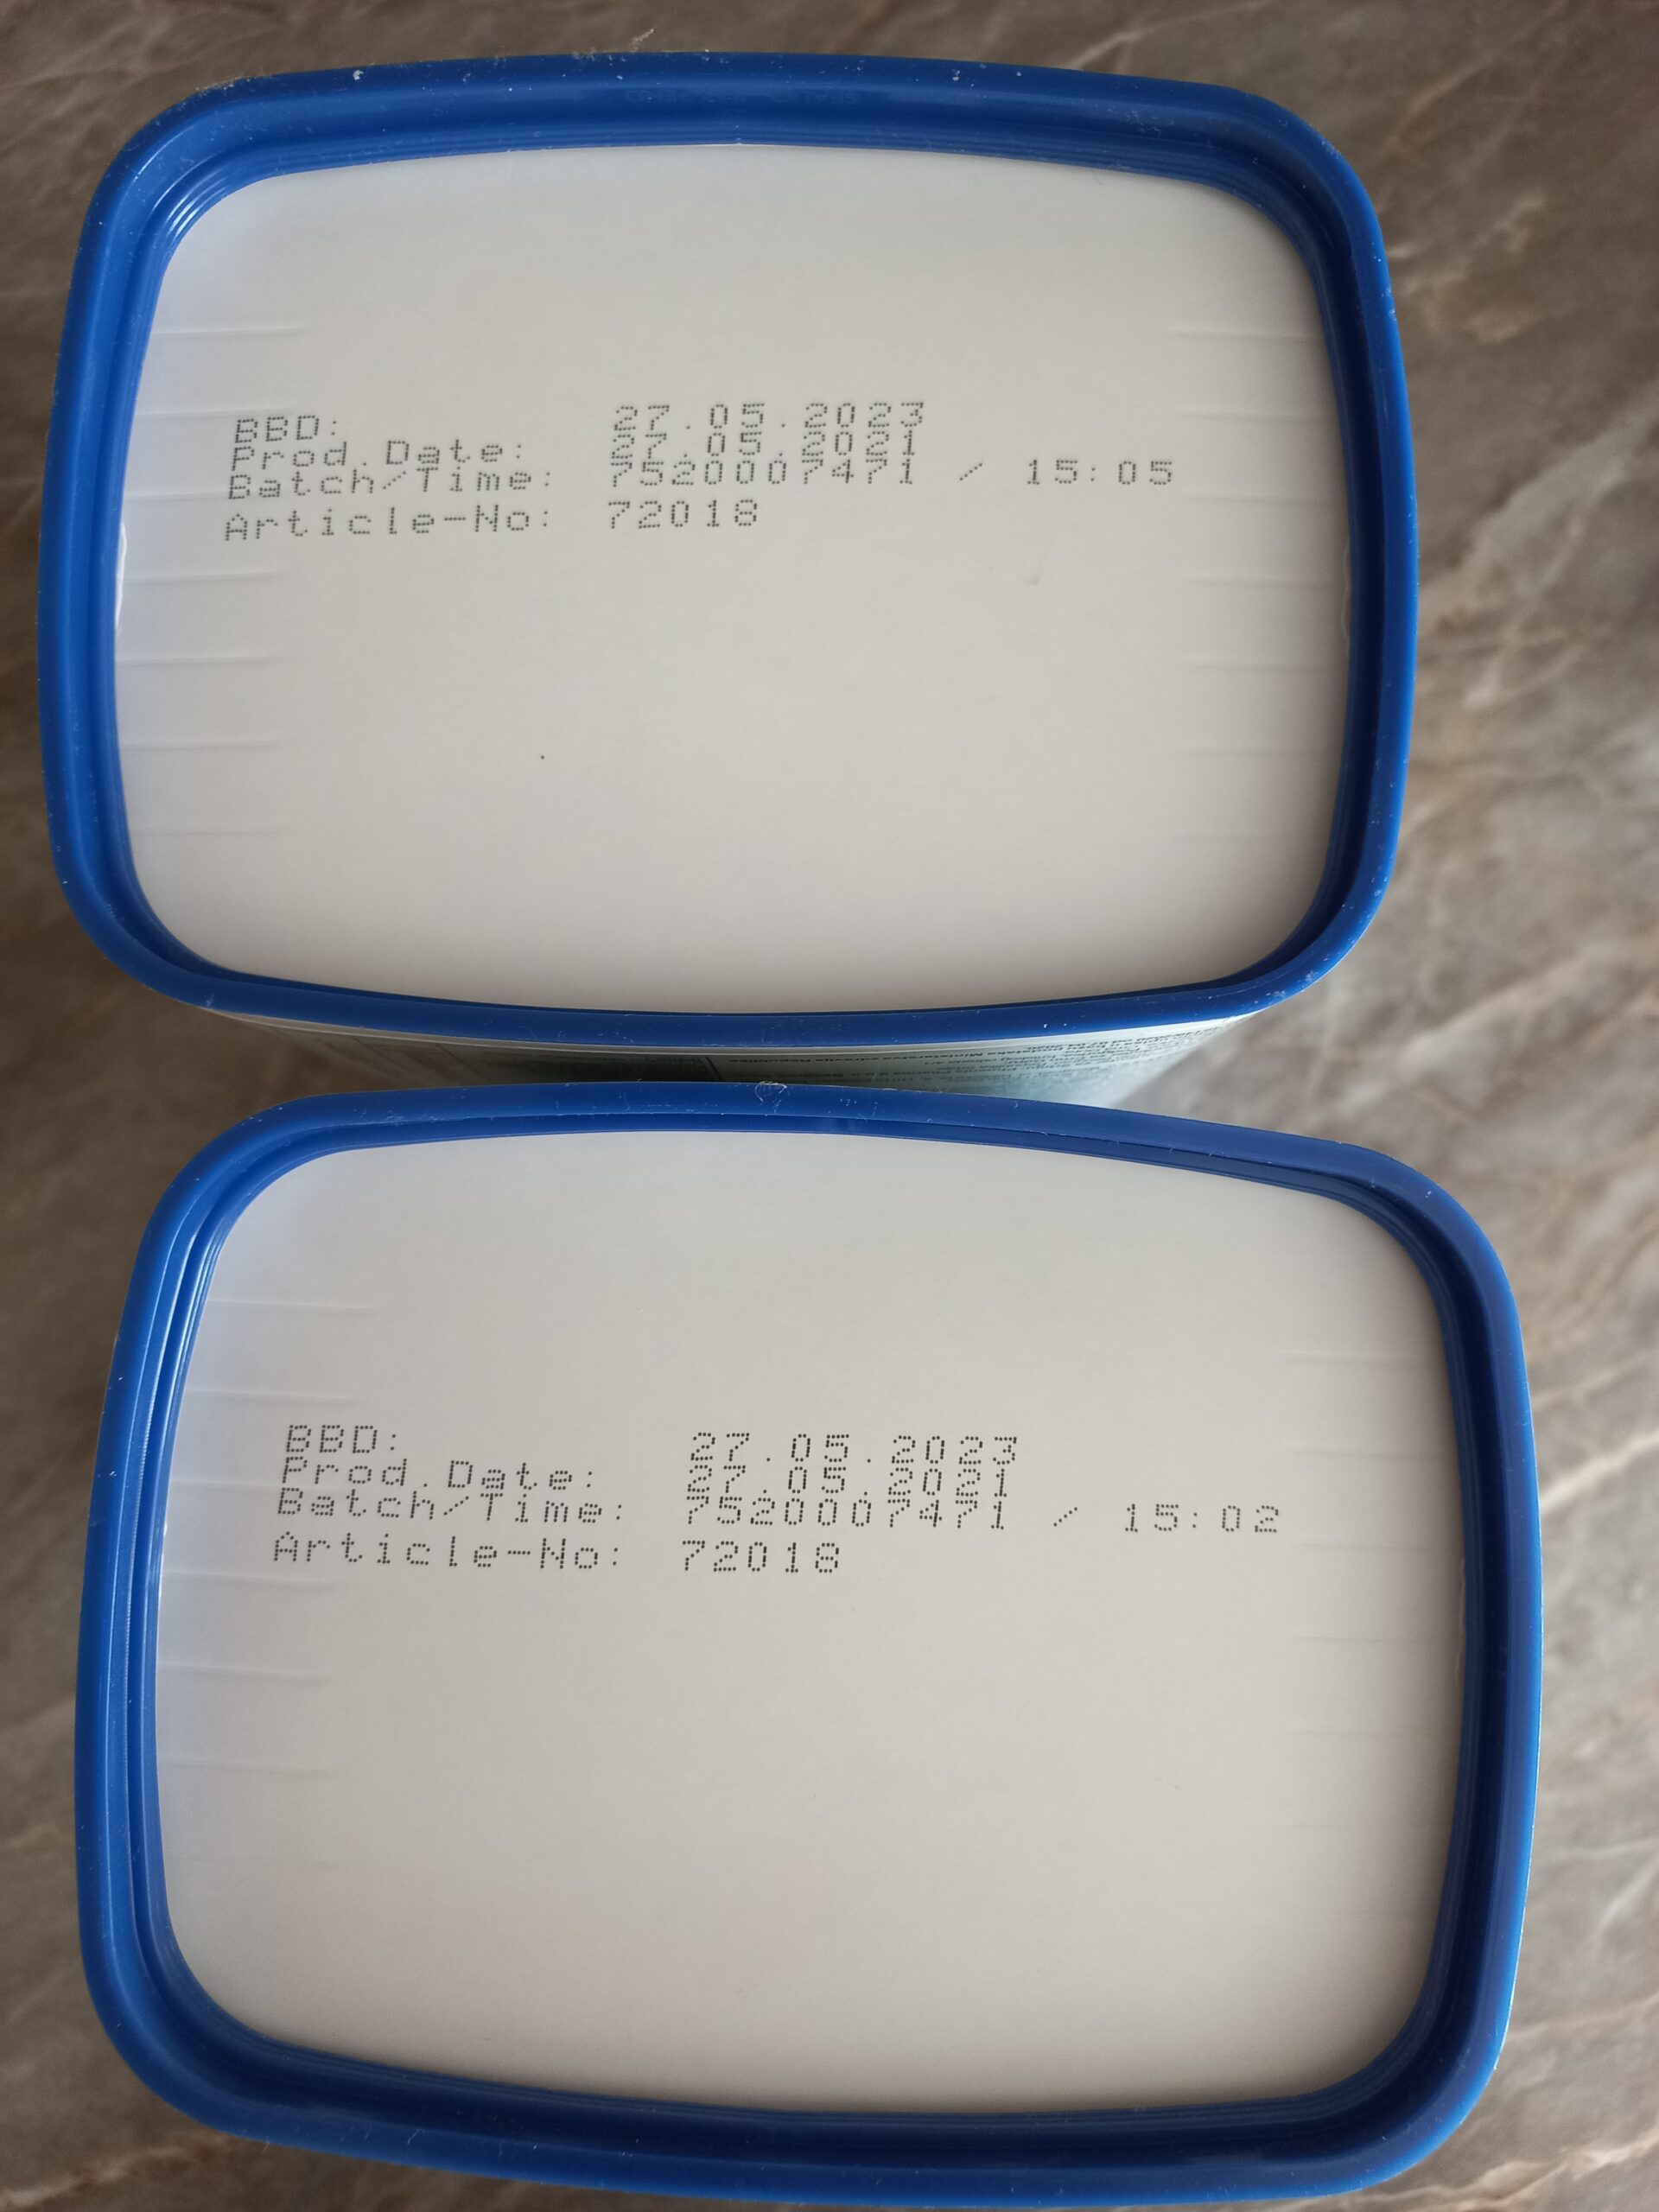 BBD: 27.05.2023
Prod.Date: 27.05.2021
Batch/Time: 7520007471 / 15:05
Article-No: 72018
BBD: 27.05.2023
Prod.Date: 27.05.2021
Batch/Time: 7520007471 / 15:02
Article-No: 72018